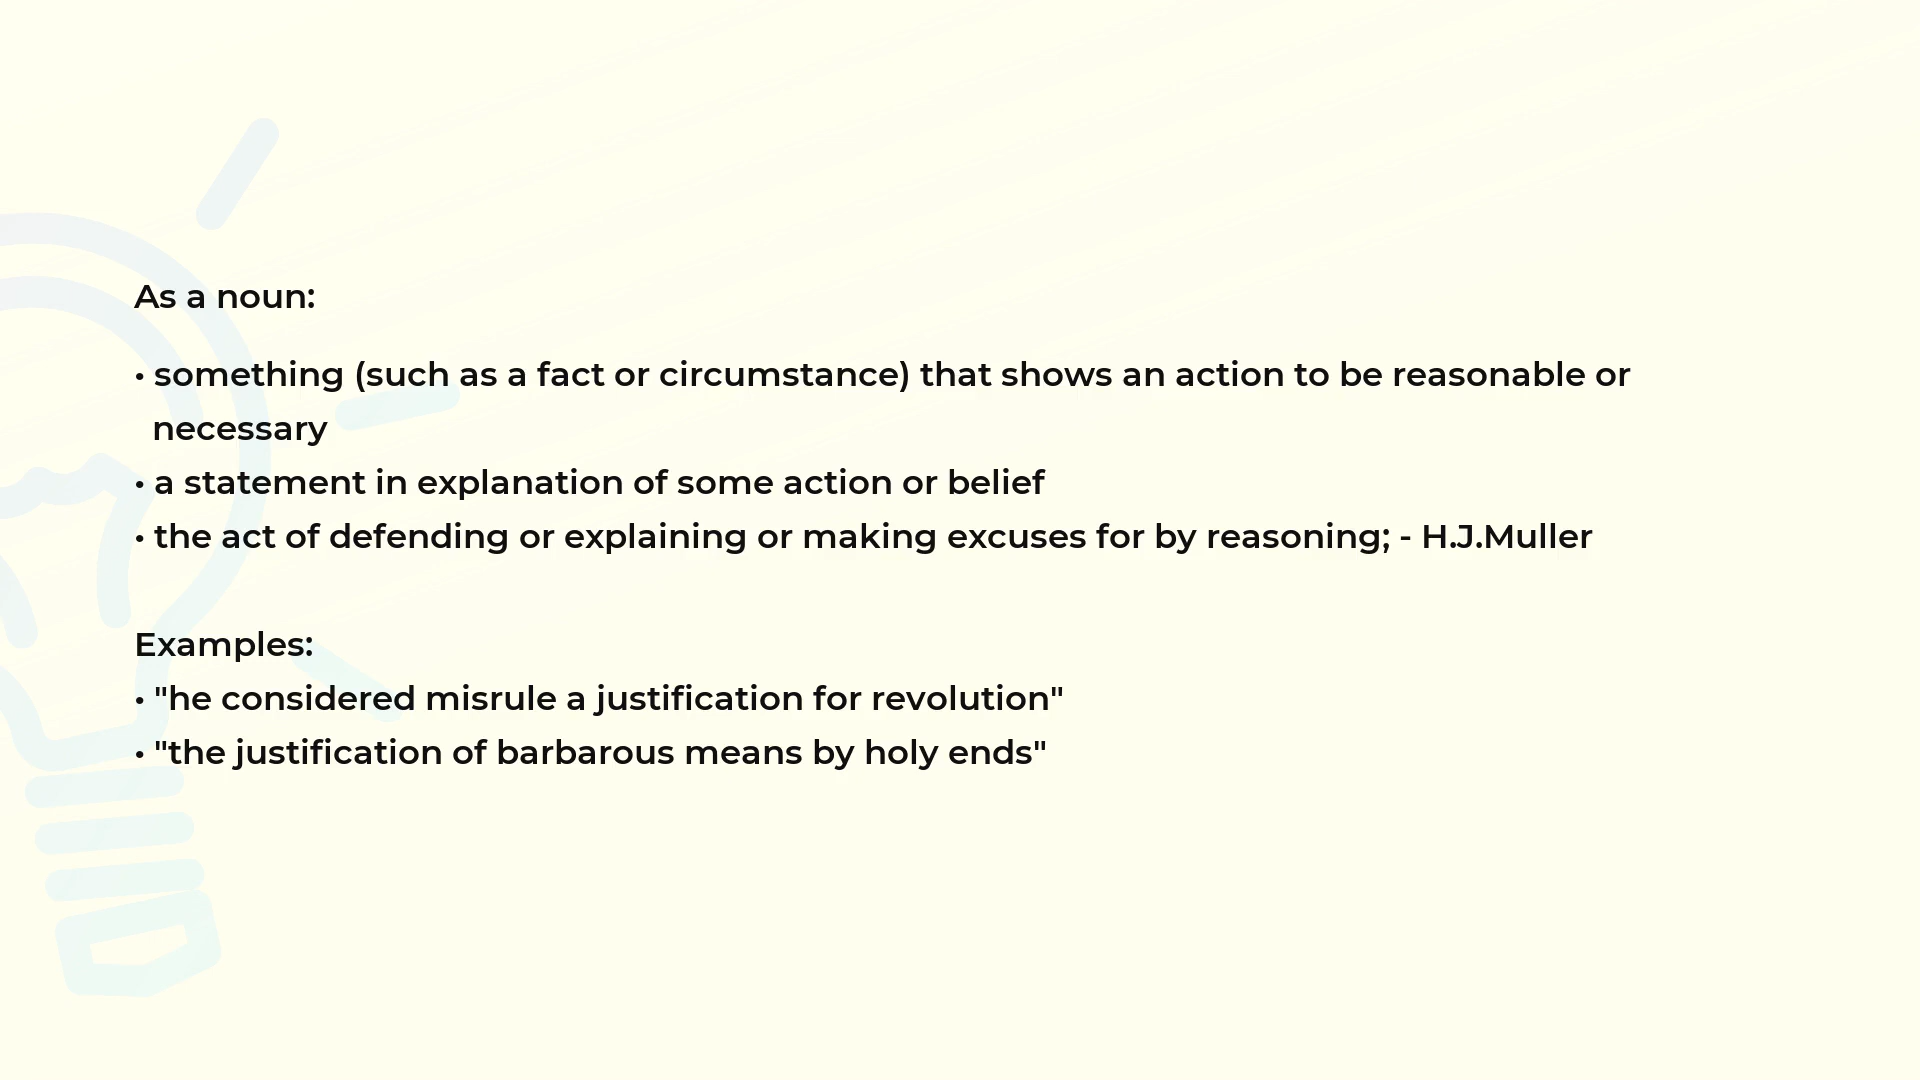 As a noun:
• something (such as a fact or circumstance) that shows an action to be reasonable or
necessary
• a statement in explanation of some action or belief
• the act of defending or explaining or making excuses for by reasoning; - H.J.Muller
Examples:
• "he considered misrule a justification for revolution"
• "the justification of barbarous means by holy ends"